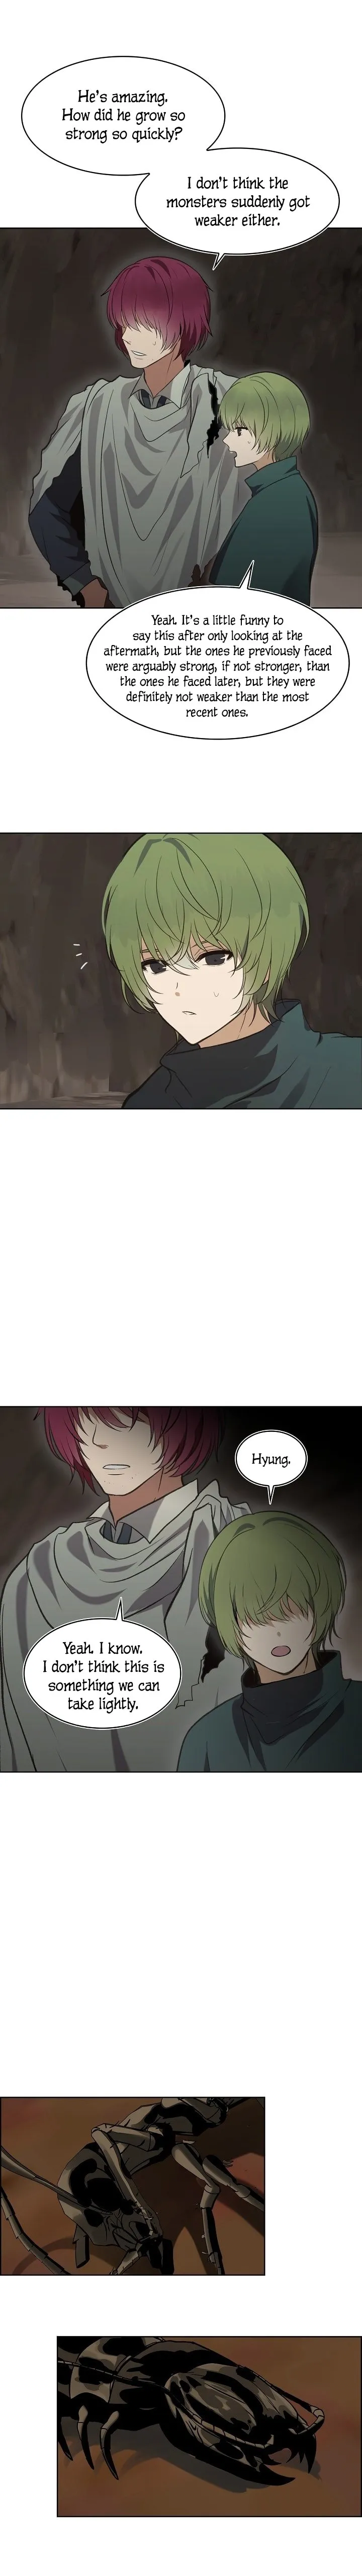 He's amazing.
How did he grow so
strong so quickly?
I don't think the
monsters suddenly got
weaker either.
Yeah. It's a little funny to
say this after only looking at the
aftermath, but the ones he previously faced
were arguably strong, if not stronger, than
the ones he faced later, but they were
definitely not weaker than the most
recent ones.
Hyung.
Yeah. I know.
I don't think this is
something we can
take lightly.